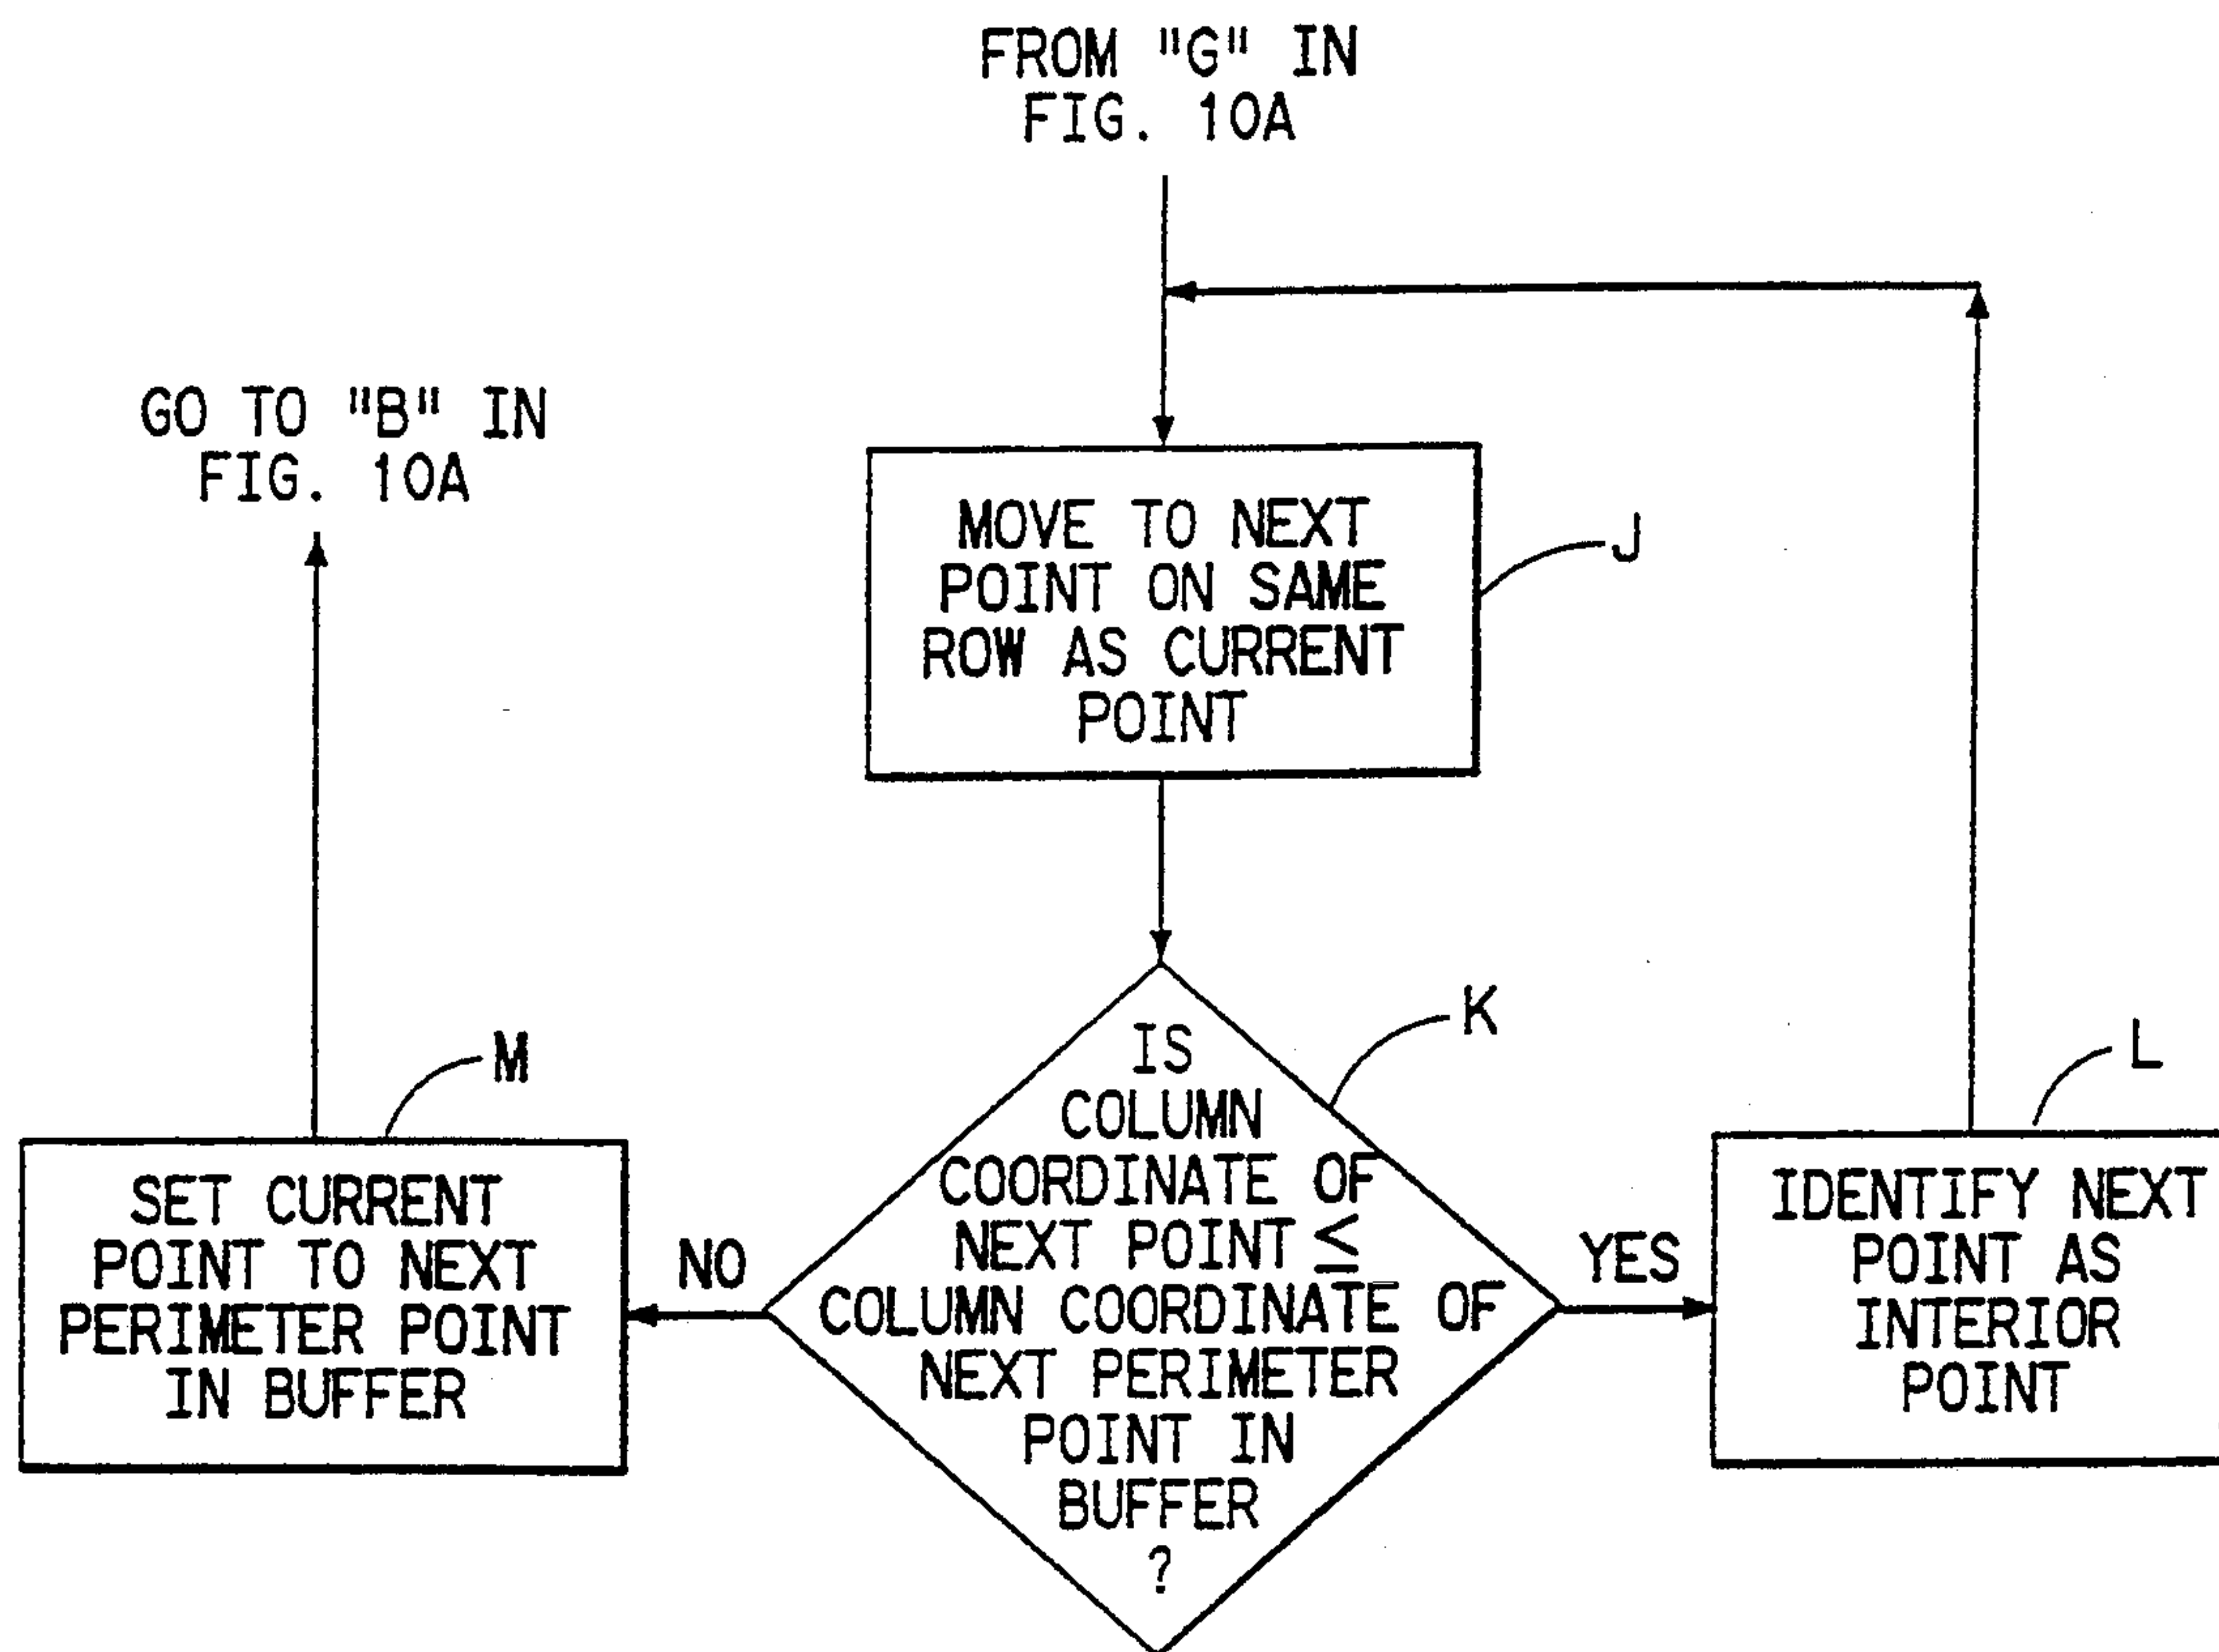 FROM "G" IN
FIG. 10A
GO TO "B" IN
FIG. 10A
MOVE TO NEXT
POINT ON SAME
ROW AS CURRENT
POINT
J
IS
COLUMN
COORDINATE OF
NEXT POINT ≤
COLUMN COORDINATE OF
NEXT PERIMETER
POINT IN
BUFFER
?
K
M
SET CURRENT
POINT TO NEXT
PERIMETER POINT
IN BUFFER
NO
YES
L
IDENTIFY NEXT
POINT AS
INTERIOR
POINT